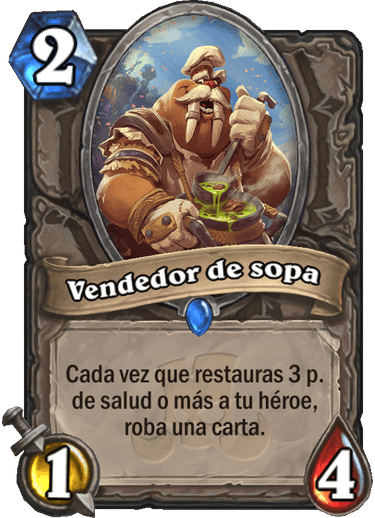 2
Vendedor de sopa
Cada vez que restauras 3 p.
de salud o más a tu héroe,
roba una carta.
1
4